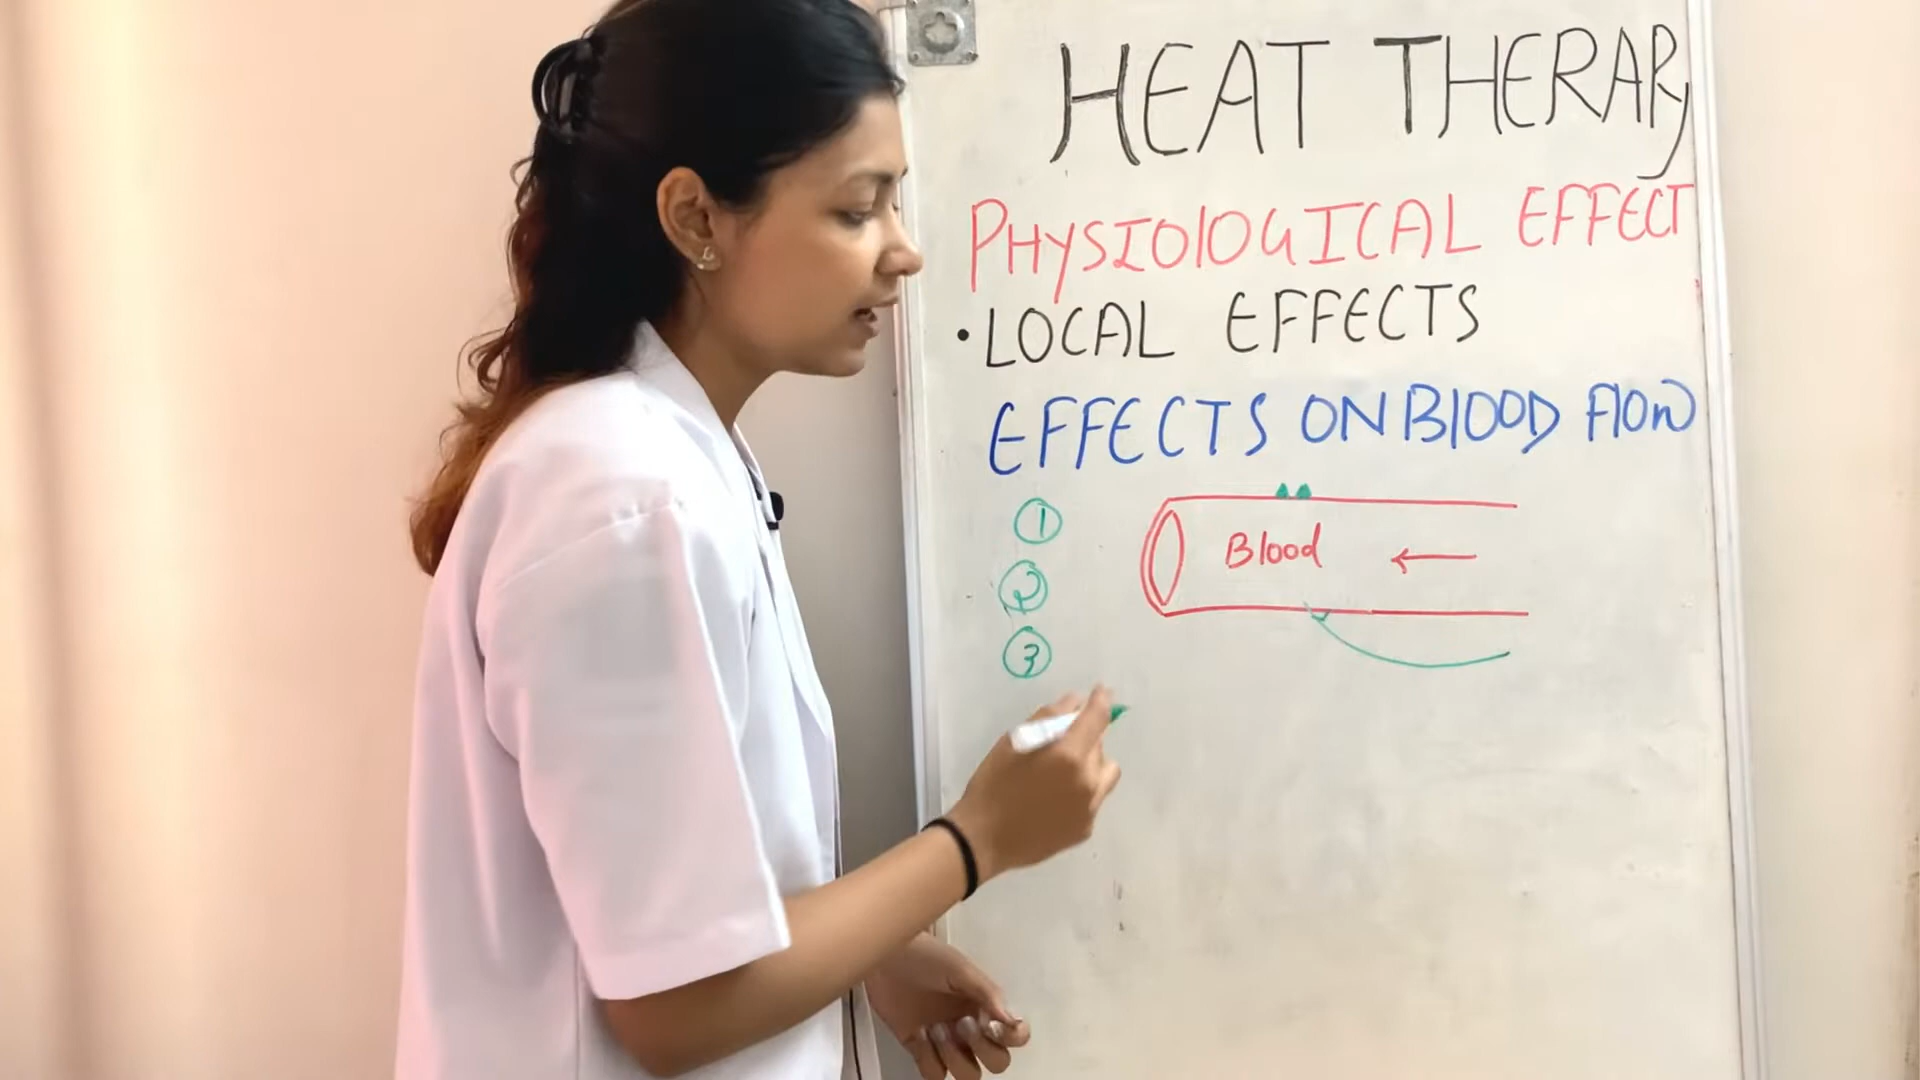 HEAT THERAPY
PHYSIOLOGICAL EFFECT
• LOCAL EFFECTS
EFFECTS ON BLOOD FLOW
1
Blood
2
3